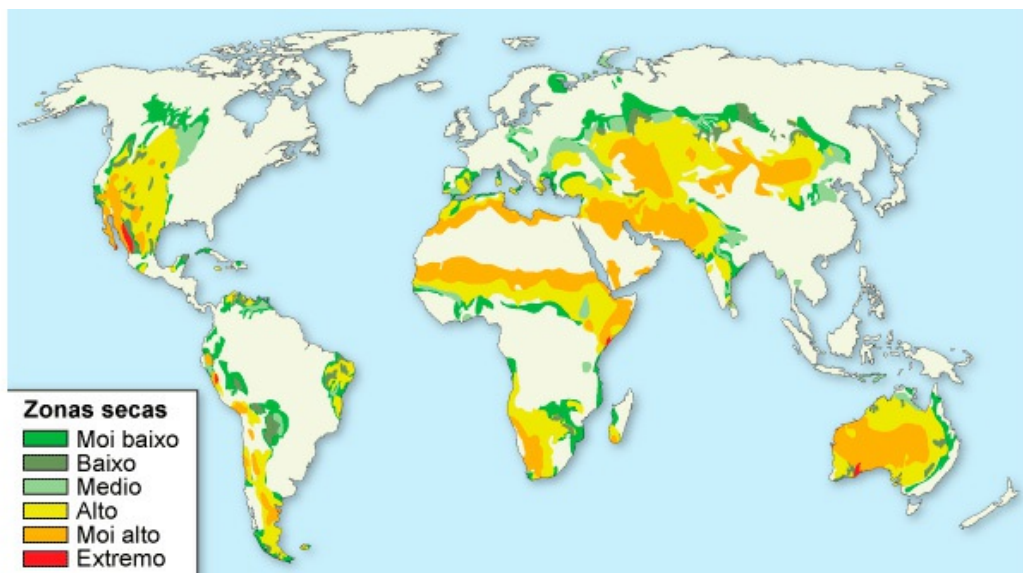 Zonas secas
Moi baixo
Baixo
Medio
Alto
Moi alto
Extremo